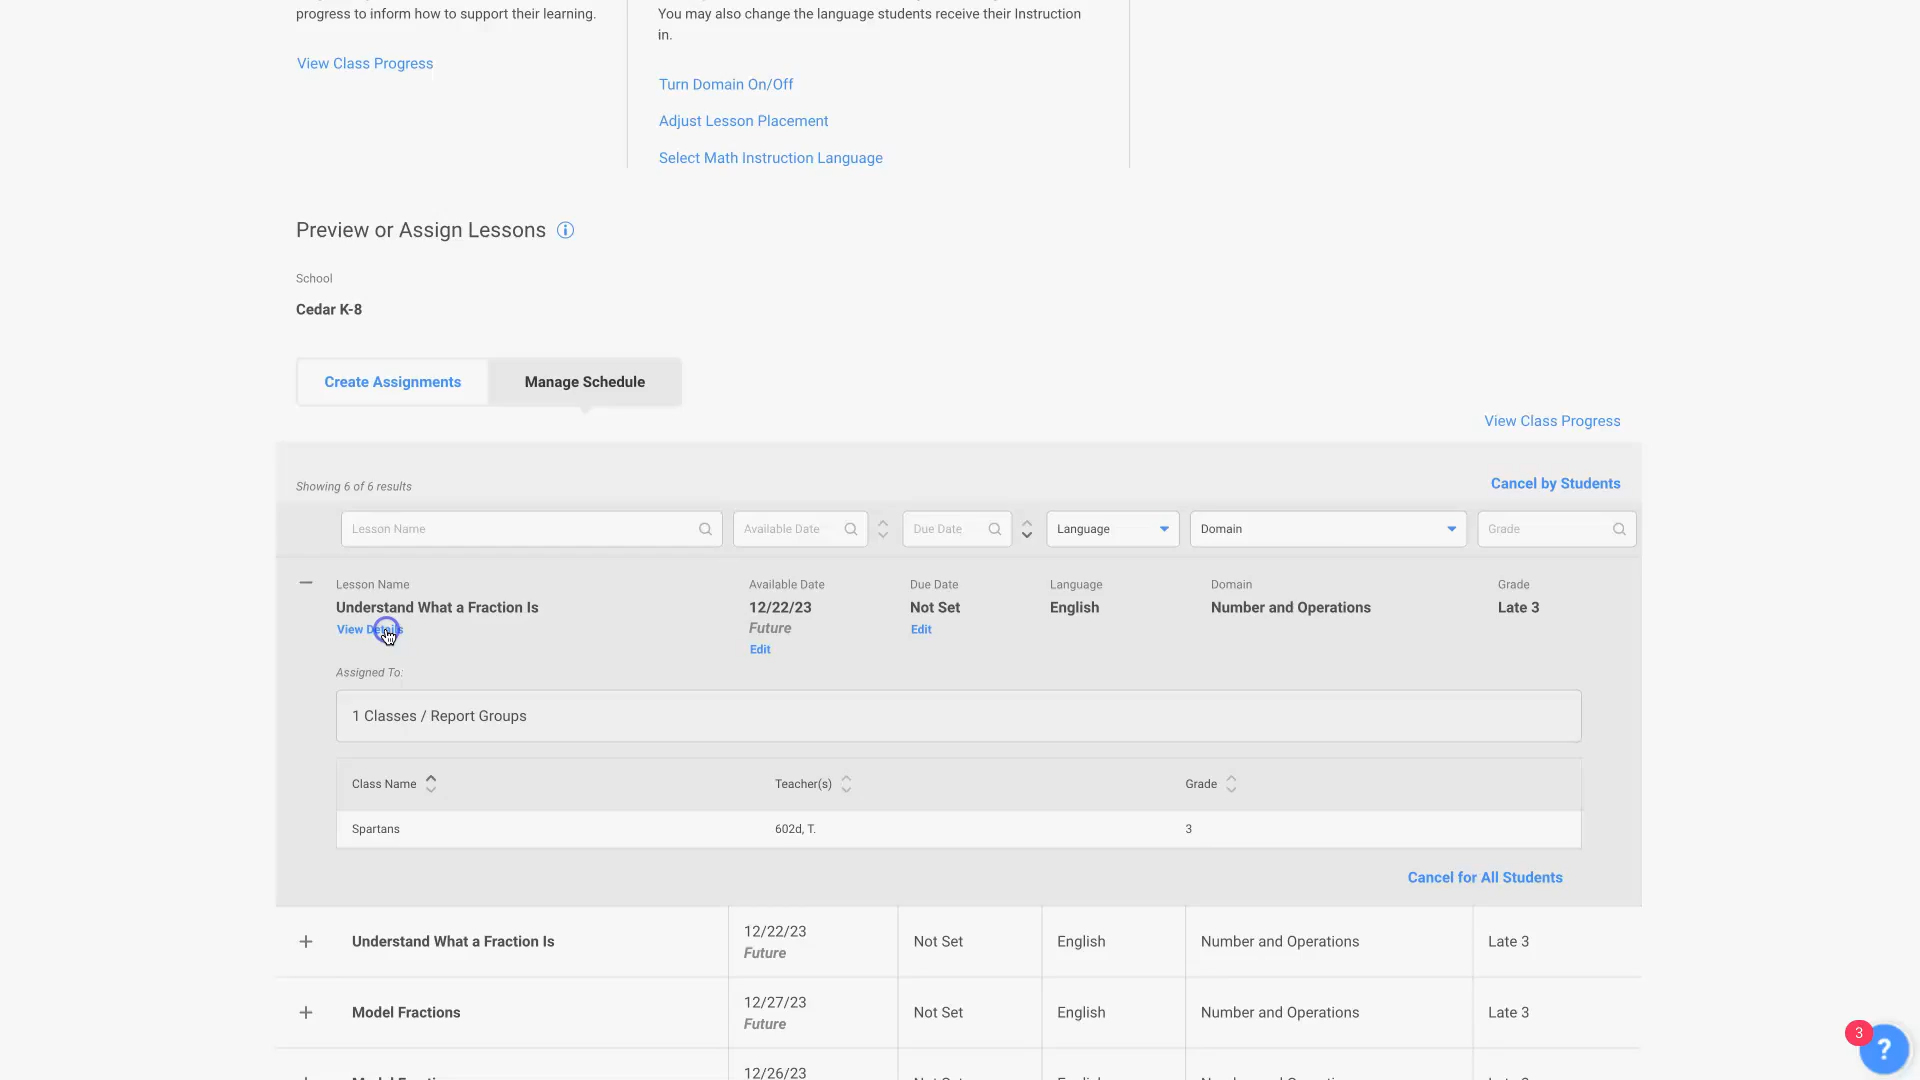 progress to inform how to support their learning.
View Class Progress
You may also change the language students receive their Instruction
in.
Turn Domain On/Off
Adjust Lesson Placement
Select Math Instruction Language
Preview or Assign Lessons
School
Cedar K-8
Create Assignments
Manage Schedule
View Class Progress
Showing 6 of 6 results
Cancel by Students
Lesson Name
Available Date
Due Date
Language
Domain
Grade
Lesson Name
Available Date
Due Date
Language
Domain
Grade
Understand What a Fraction Is
12/22/23
Not Set
English
Number and Operations
Late 3
View Details
Future
Edit
Edit
Assigned To:
1 Classes / Report Groups
Class Name
Teacher(s)
Grade
Spartans
602d, T.
3
Cancel for All Students
Understand What a Fraction Is
12/22/23
Future
Not Set
English
Number and Operations
Late 3
Model Fractions
12/27/23
Future
Not Set
English
Number and Operations
Late 3
12/26/23
3
?